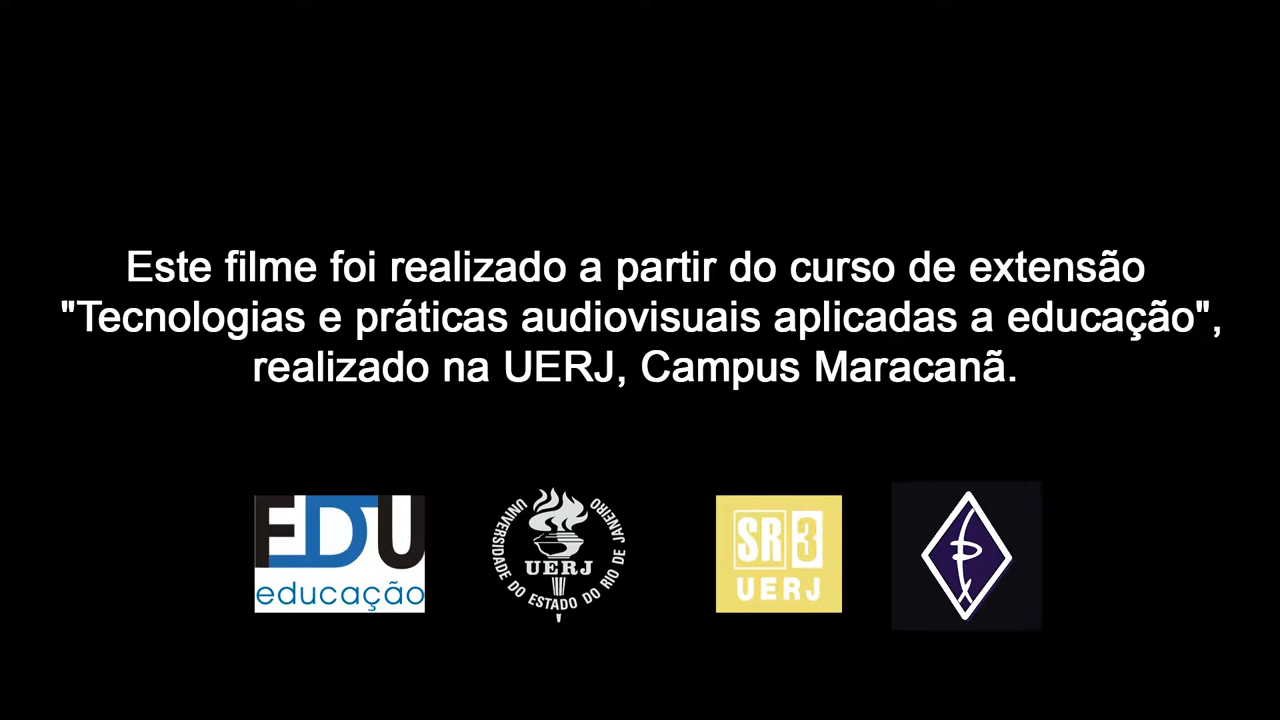 Este filme foi realizado a partir do curso de extensão
"Tecnologias e práticas audiovisuais aplicadas a educação",
realizado na UERJ, Campus Maracanã.
EDU
educação
UNIVERSIDADE DO ESTADO DO RIO DE JANEIRO
UERJ
SR3
UERJ